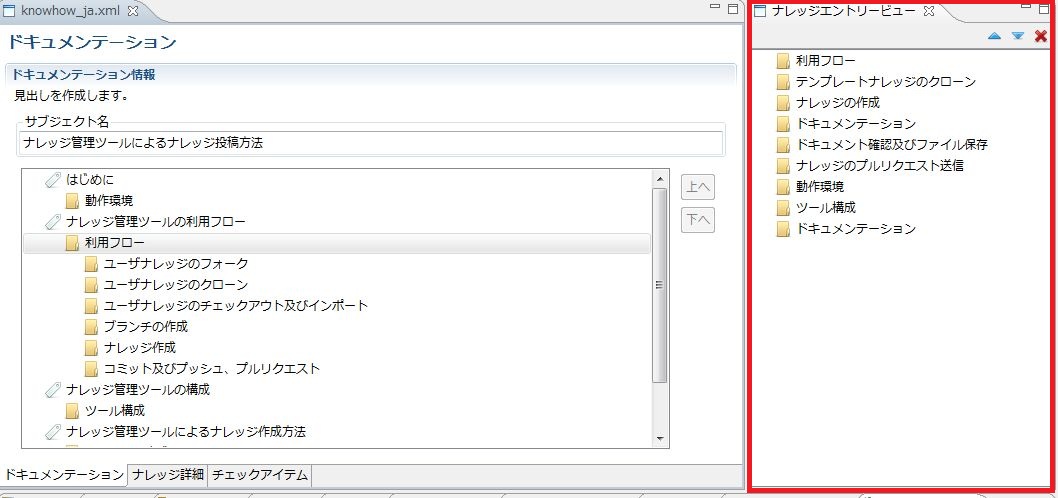 knowhow_ja.xml
ドキュメンテーション
ドキュメンテーション情報
見出しを作成します。
サブジェクト名
ナレッジ管理ツールによるナレッジ投稿方法
はじめに
動作環境
ナレッジ管理ツールの利用フロー
利用フロー
ユーザナレッジのフォーク
ユーザナレッジのクローン
ユーザナレッジのチェックアウト及びインポート
ブランチの作成
ナレッジ作成
コミット及びプッシュ、プルリクエスト
ナレッジ管理ツールの構成
ツール構成
ナレッジ管理ツールによるナレッジ作成方法
上へ
下へ
ドキュメンテーション ナレッジ詳細 チェックアイテム
ナレッジエントリービュー
利用フロー
テンプレートナレッジのクローン
ナレッジの作成
ドキュメンテーション
ドキュメント確認及びファイル保存
ナレッジのプルリクエスト送信
動作環境
ツール構成
ドキュメンテーション